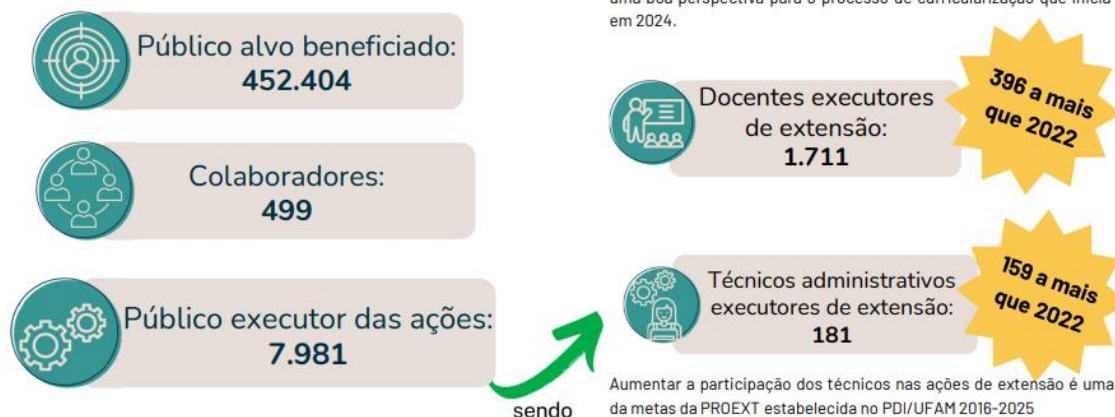 Público alvo beneficiado:
452.404
Colaboradores:
499
Público executor das ações:
7.981
sendo
uma boa perspectiva para o processo de curricularização que inicia
em 2024.
Docentes executores
de extensão:
1.711
396 a mais
que 2022
Técnicos administrativos
executores de extensão:
181
159 a mais
que 2022
Aumentar a participação dos técnicos nas ações de extensão é uma
da metas da PROEXT estabelecida no PDI/UFAM 2016-2025